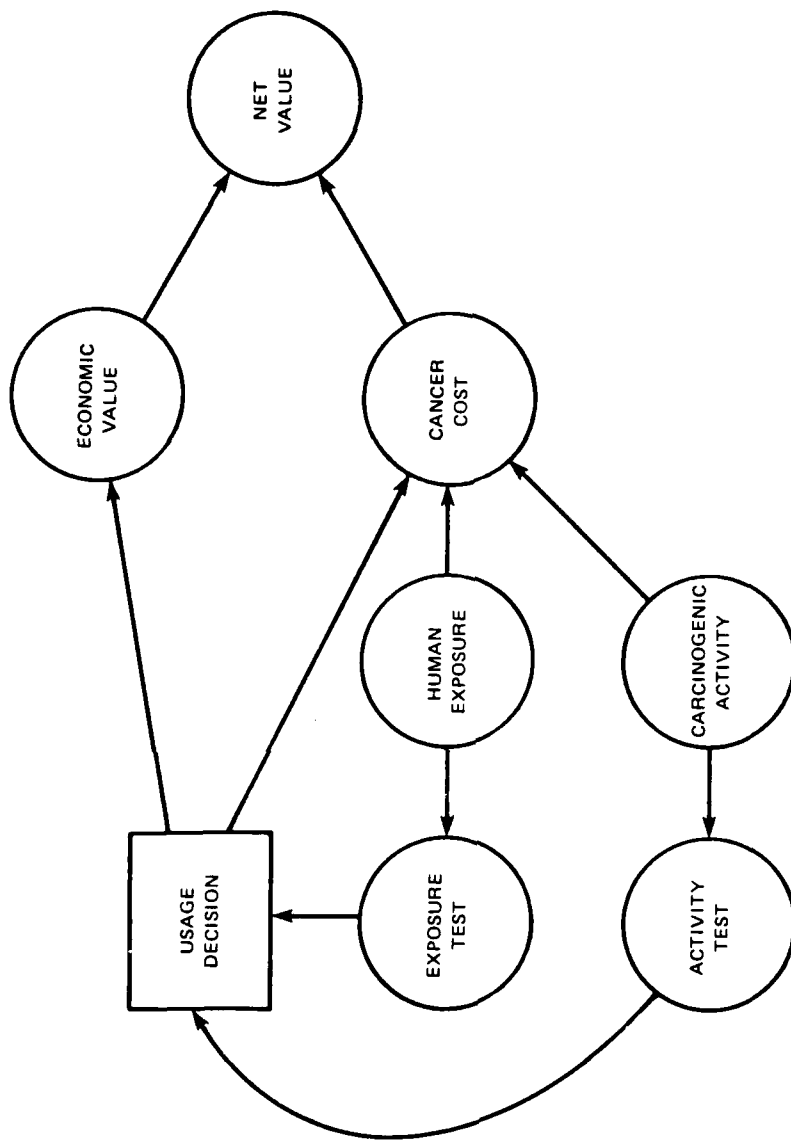 USAGE
DECISION
ECONOMIC
VALUE
NET
VALUE
EXPOSURE
TEST
HUMAN
EXPOSURE
CANCER
COST
ACTIVITY
TEST
CARCINOGENIC
ACTIVITY